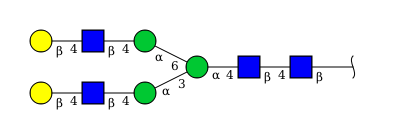 β 4 β 4
α
6
α 4 β 4 β
3
β 4 β 4 α